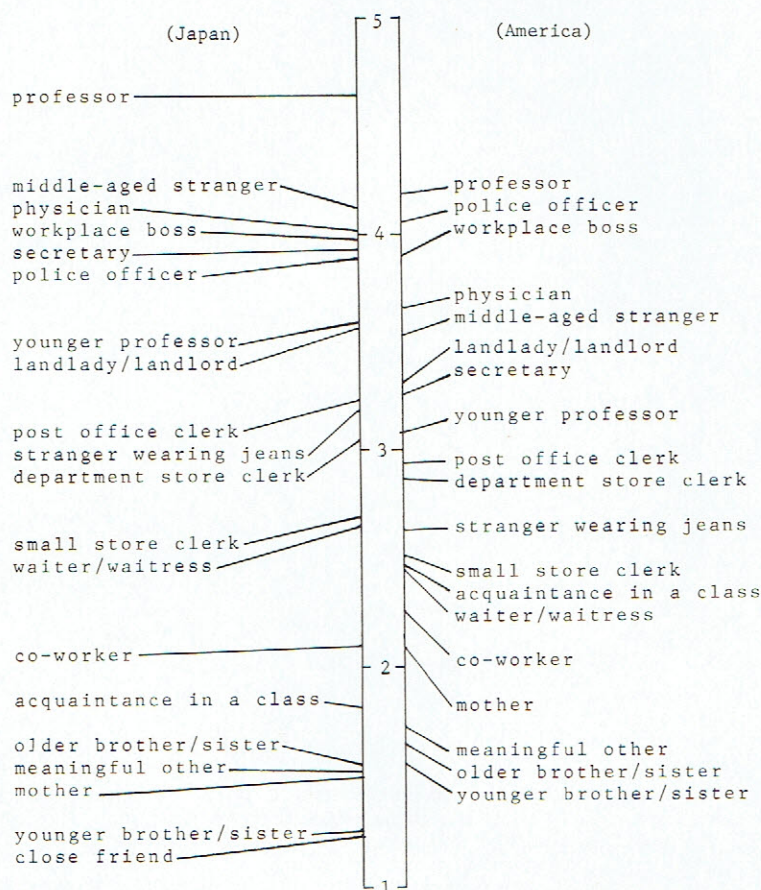 (Japan)
5
(America)
professor
middle-aged stranger
physician
workplace boss
secretary
police officer
younger professor
landlady/landlord
post office clerk
stranger wearing jeans
department store clerk
small store clerk
waiter/waitress
co-worker
acquaintance in a class
older brother/sister
meaningful other
mother
younger brother/sister
close friend
4
3
2
1
professor
police officer
workplace boss
physician
middle-aged stranger
landlady/landlord
secretary
younger professor
post office clerk
department store clerk
stranger wearing jeans
small store clerk
acquaintance in a class
waiter/waitress
co-worker
mother
meaningful other
older brother/sister
younger brother/sister